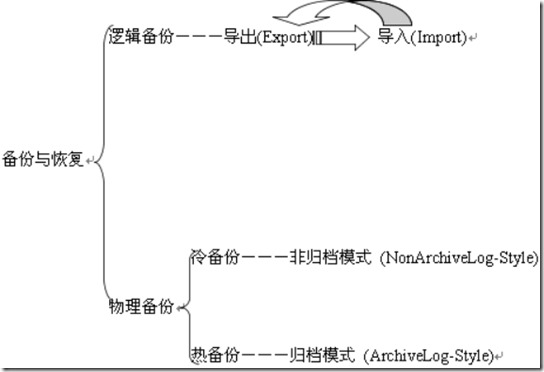 逻辑备份－－－导出(Export) 导入(Import)
备份与恢复
冷备份－－－非归档模式 (NonArchiveLog-Style)
物理备份
热备份－－－归档模式 (ArchiveLog-Style)